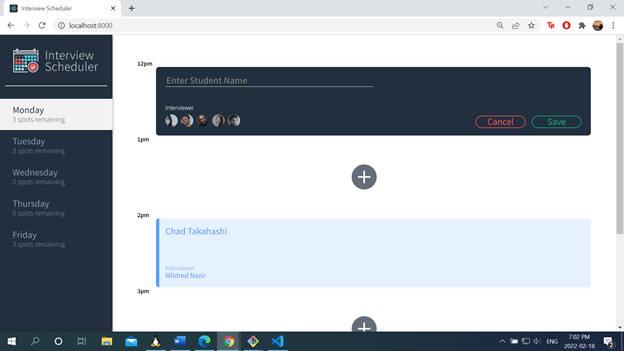 Interview Scheduler
localhost:8000
Interview
Scheduler
Monday
3 spots remaining
Tuesday
3 spots remaining
Wednesday
2 spots remaining
Thursday
5 spots remaining
Friday
3 spots remaining
12pm
Enter Student Name
Interviewer
Cancel
Save
1pm
2pm
Chad Takahashi
Interviewer
Mildred Nazir
3pm
ENG
7:02 PM
2022-02-18
2